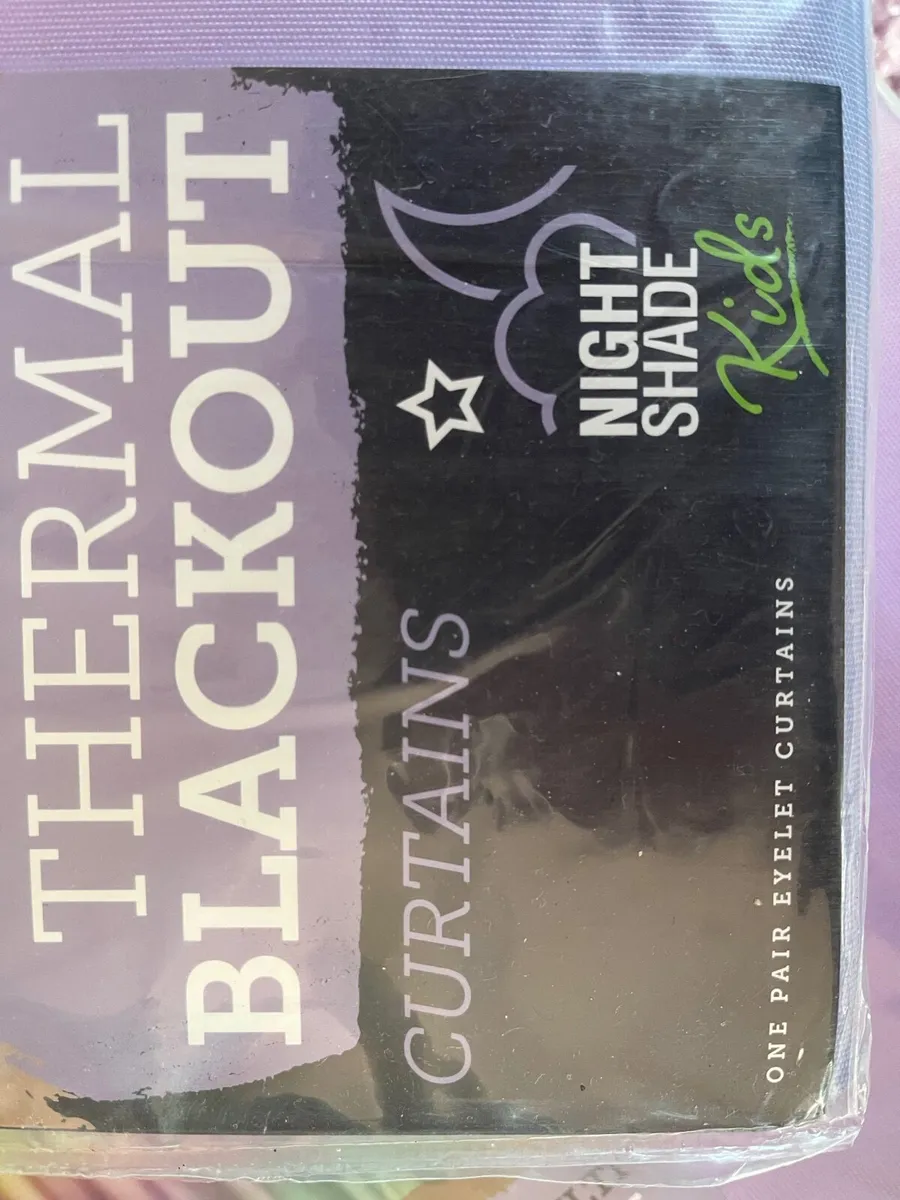 THERMAL
BLACKOUT
CURTAINS
NIGHT
SHADE
Kids
ONE PAIR EYELET CURTAINS